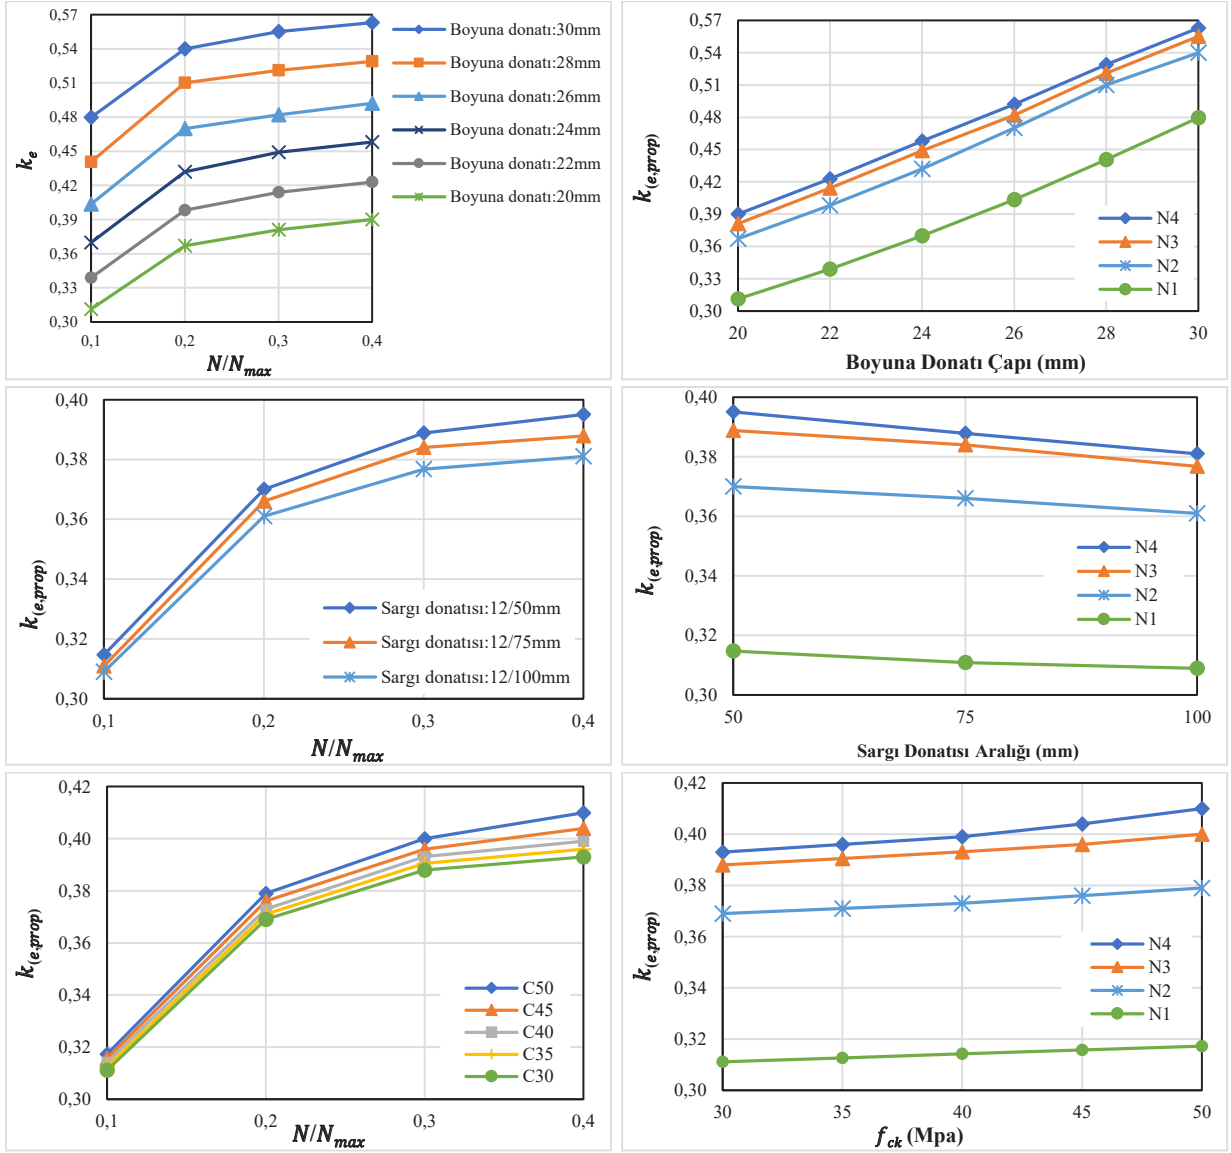 0,57
0,54
0,51
0,48
0,45
0,42
0,39
0,36
0,33
0,30
k_e
0,1 0,2 0,3 0,4
N/N_max
Boyuna donatı:30mm
Boyuna donatı:28mm
Boyuna donatı:26mm
Boyuna donatı:24mm
Boyuna donatı:22mm
Boyuna donatı:20mm
0,57
0,54
0,51
0,48
0,45
0,42
0,39
0,36
0,33
0,30
k_(e,prop)
N4
N3
N2
N1
20 22 24 26 28 30
Boyuna Donatı Çapı (mm)
0,40
0,38
0,36
0,34
0,32
0,30
k_(e,prop)
Sargı donatısı:12/50mm
Sargı donatısı:12/75mm
Sargı donatısı:12/100mm
0,1 0,2 0,3 0,4
N/N_max
0,40
0,38
0,36
0,34
0,32
0,30
k_(e,prop)
N4
N3
N2
N1
50 75 100
Sargı Donatısı Aralığı (mm)
0,42
0,40
0,38
0,36
0,34
0,32
0,30
k_(e,prop)
C50
C45
C40
C35
C30
0,1 0,2 0,3 0,4
N/N_max
0,42
0,40
0,38
0,36
0,34
0,32
0,30
k_(e,prop)
N4
N3
N2
N1
30 35 40 45 50
f_ck (Mpa)